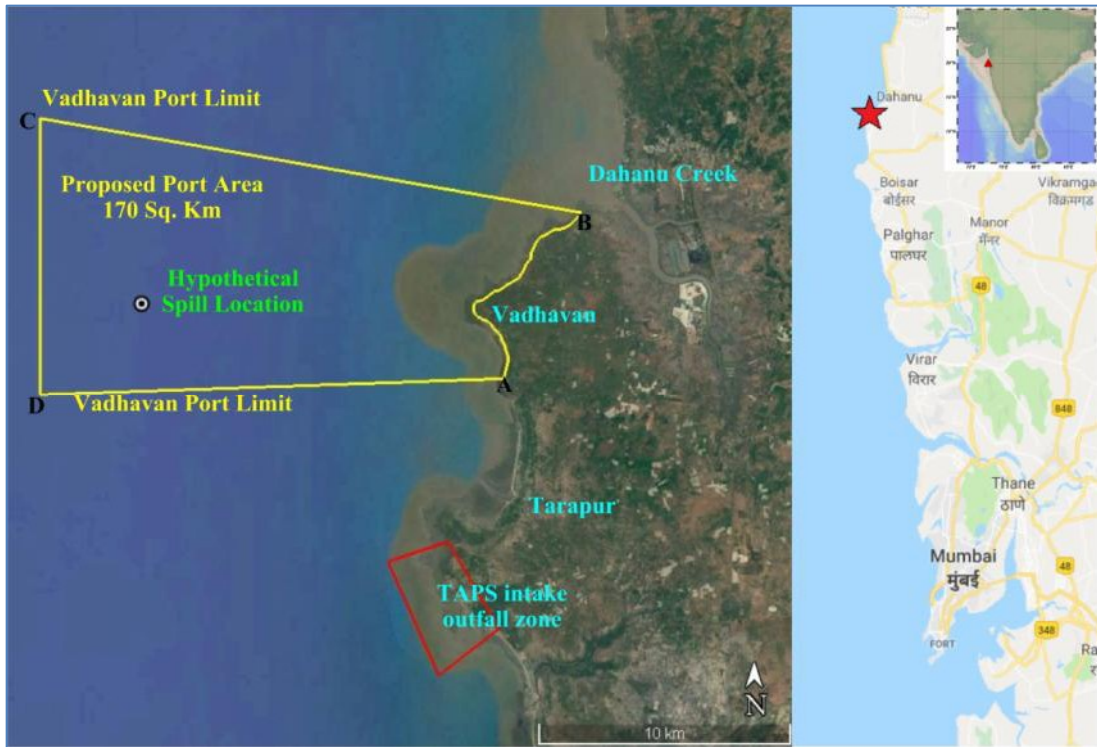 Vadhavan Port Limit
C
Proposed Port Area
170 Sq. Km
Dahanu Creek
B
Hypothetical
Spill Location
Vadhavan
A
D
Vadhavan Port Limit
Tarapur
TAPS intake
outfall zone
N
10 km
Dahanu
Boisar
बोईसर
Vikramgad
विक्रमगड
Manor
मॅनर
Palghar
पालघर
48
Virar
विरार
848
Thane
ठाणे
Mumbai
मुंबई
48
FORT
348